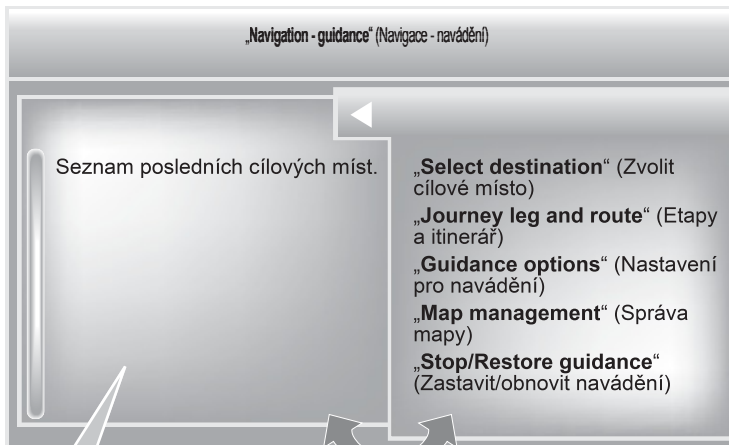 „Navigation - guidance“ (Navigace - navádění)
Seznam posledních cílových míst.
„Select destination“ (Zvolit
cílové místo)
„Journey leg and route“ (Etapy
a itinerář)
„Guidance options“ (Nastavení
pro navádění)
„Map management“ (Správa
mapy)
„Stop/Restore guidance“
(Zastavit/obnovit navádění)